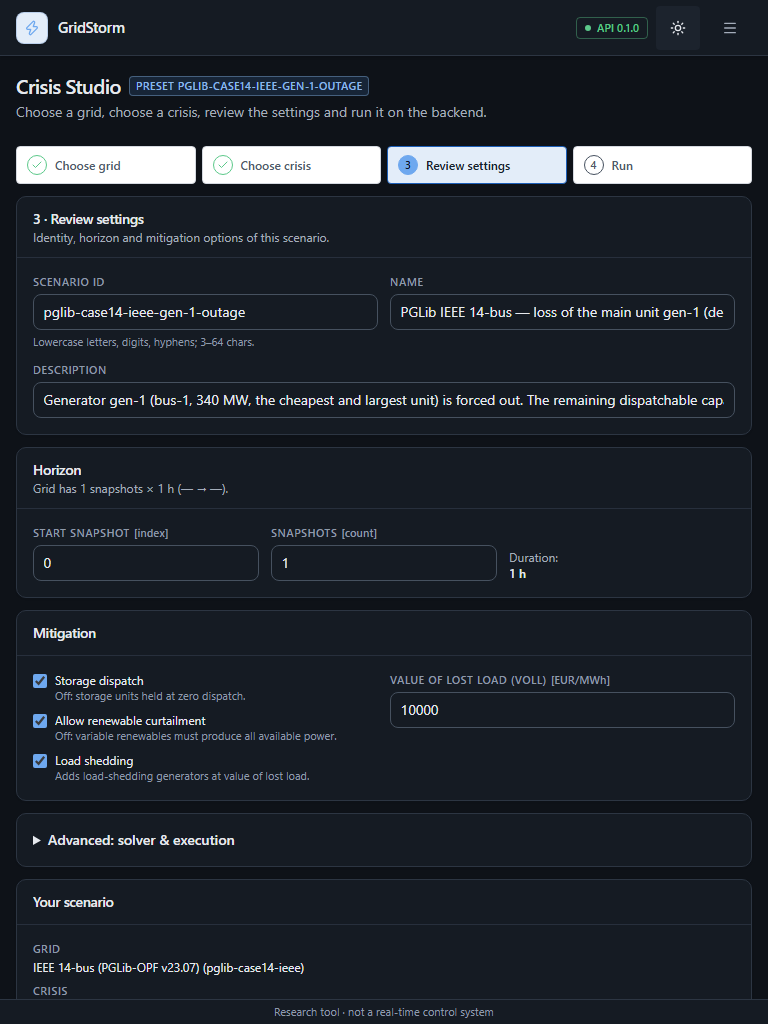 GridStorm
API 0.1.0
Crisis Studio
PRESET PGLIB-CASE14-IEEE-GEN-1-OUTAGE
Choose a grid, choose a crisis, review the settings and run it on the backend.
Choose grid
Choose crisis
3 Review settings
4 Run
3 · Review settings
Identity, horizon and mitigation options of this scenario.
SCENARIO ID
NAME
pglib-case14-ieee-gen-1-outage
PGLib IEEE 14-bus — loss of the main unit gen-1 (de
Lowercase letters, digits, hyphens; 3–64 chars.
DESCRIPTION
Generator gen-1 (bus-1, 340 MW, the cheapest and largest unit) is forced out. The remaining dispatchable cap
Horizon
Grid has 1 snapshots × 1 h (— → —).
START SNAPSHOT [index]
SNAPSHOTS [count]
0
1
Duration:
1 h
Mitigation
Storage dispatch
Off: storage units held at zero dispatch.
Allow renewable curtailment
Off: variable renewables must produce all available power.
Load shedding
Adds load-shedding generators at value of lost load.
VALUE OF LOST LOAD (VOLL) [EUR/MWh]
10000
Advanced: solver & execution
Your scenario
GRID
IEEE 14-bus (PGLib-OPF v23.07) (pglib-case14-ieee)
CRISIS
Research tool · not a real-time control system